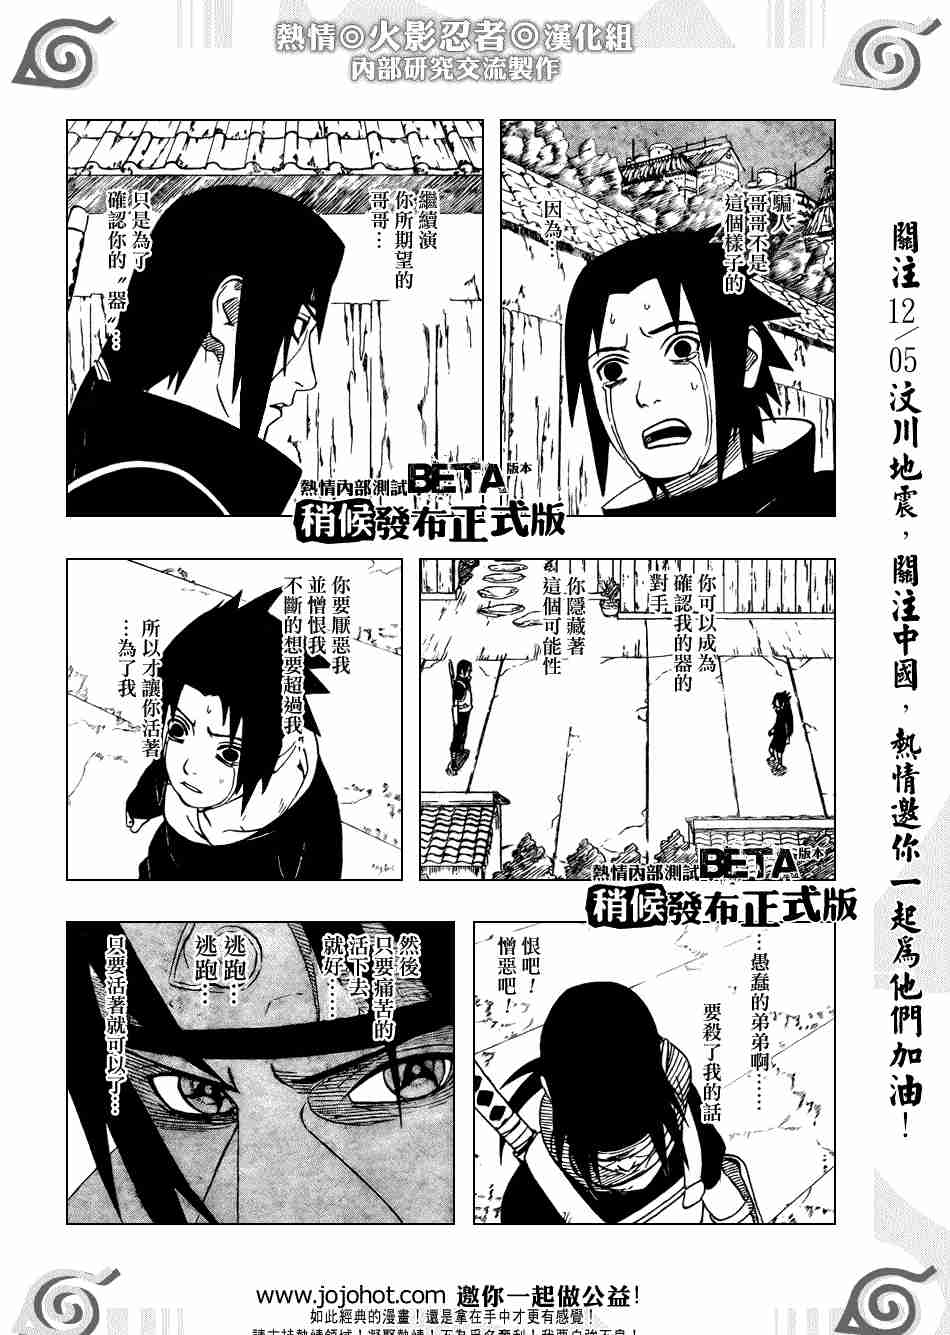 熱情◎火影忍者◎漢化組
內部研究交流製作
騙人
哥哥不是
這個樣子的
因為…
繼續演
你所期望的
哥哥…
只是為了
確認你的〝器〞…
熱情內部測試BETA版本
稍候發布正式版
你可以成為
確認我的器的
對手
你隱藏著
這個可能性
你要厭惡我
並憎恨我
不斷的想要超過我
所以才讓你活著
…為了我
熱情內部測試BETA版本
稍候發布正式版
…愚蠢的弟弟啊……
要殺了我的話
恨吧！
憎惡吧！
然後
只要痛苦的
活下去
就好……
逃跑…
逃跑…
只要活著就可以了…
關注12/05汶川地震，關注中國，熱情邀你一起為他們加油！
www.jojohot.com 邀你一起做公益!
如此經典的漫畫！還是拿在手中才更有感覺！